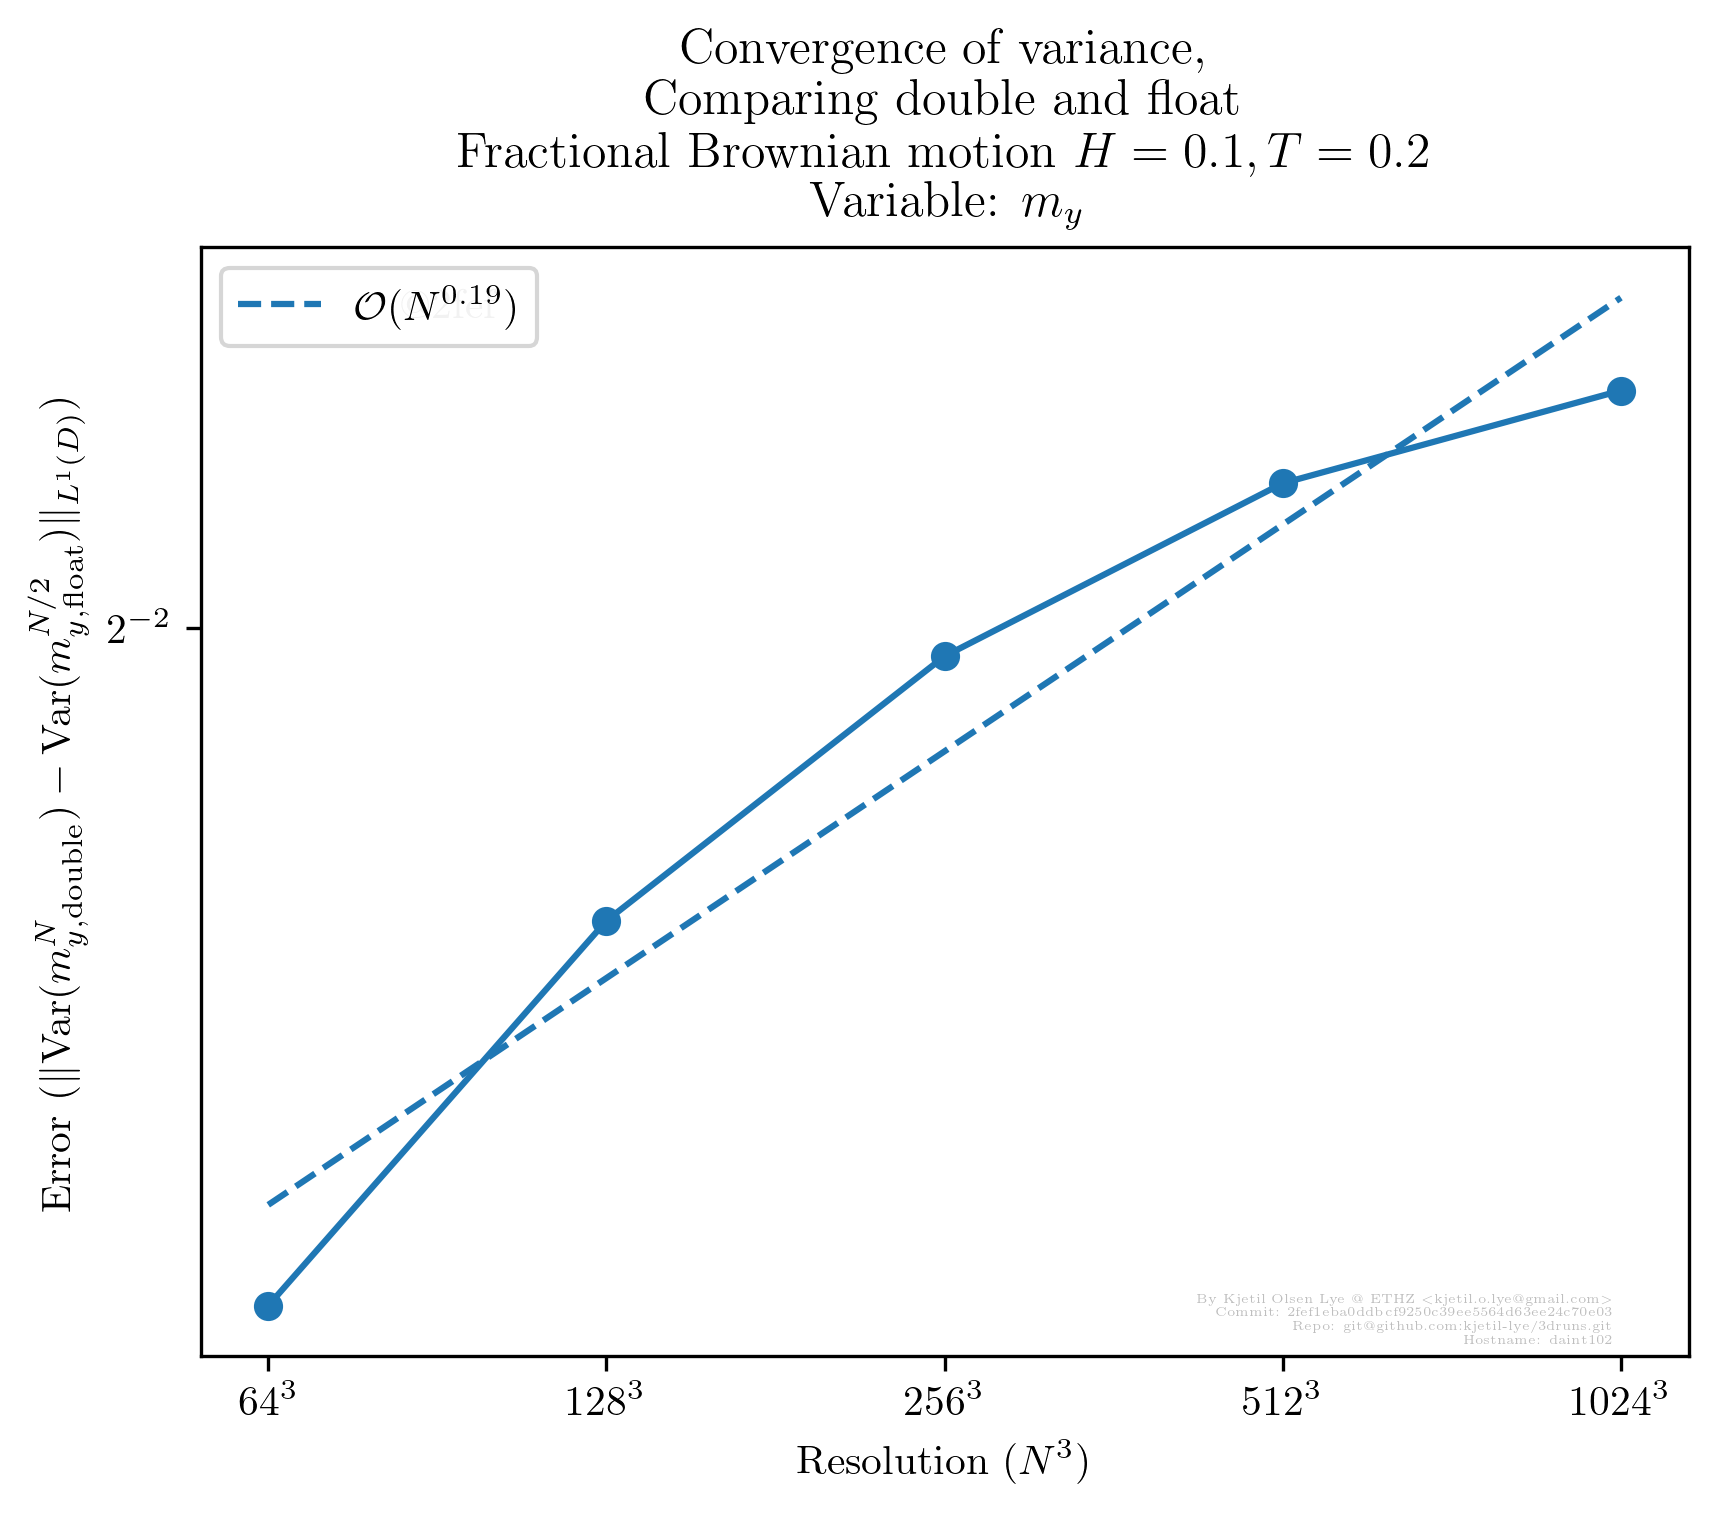 Convergence of variance,
Comparing double and float
Fractional Brownian motion $H = 0.1, T = 0.2$
Variable: $m_y$
$\mathcal{O}(N^{0.19})$
Error ($\|\mathrm{Var}(m^N_{y,\mathrm{double}}) - \mathrm{Var}(m^{N/2}_{y,\mathrm{float}})\|_{L^1(D)}$)
$2^{-2}$
By Kjetil Olsen Lye @ ETHZ <kjetil.o.lye@gmail.com>
Commit: 2fef1eba0ddbcf9250c39ee5564d63ee24c70e03
Repo: git@github.com:kjetil-lye/3druns.git
Hostname: daint102
$64^3$ $128^3$ $256^3$ $512^3$ $1024^3$
Resolution ($N^3$)